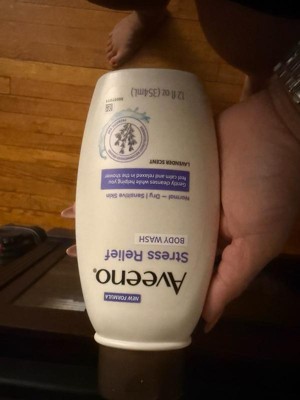 NEW FORMULA
Aveeno®
Stress Relief
BODY WASH
Normal — Dry | Sensitive Skin
Gently cleanses while helping you
feel calm and relaxed in the shower
LAVENDER SCENT
12 fl oz (354mL)